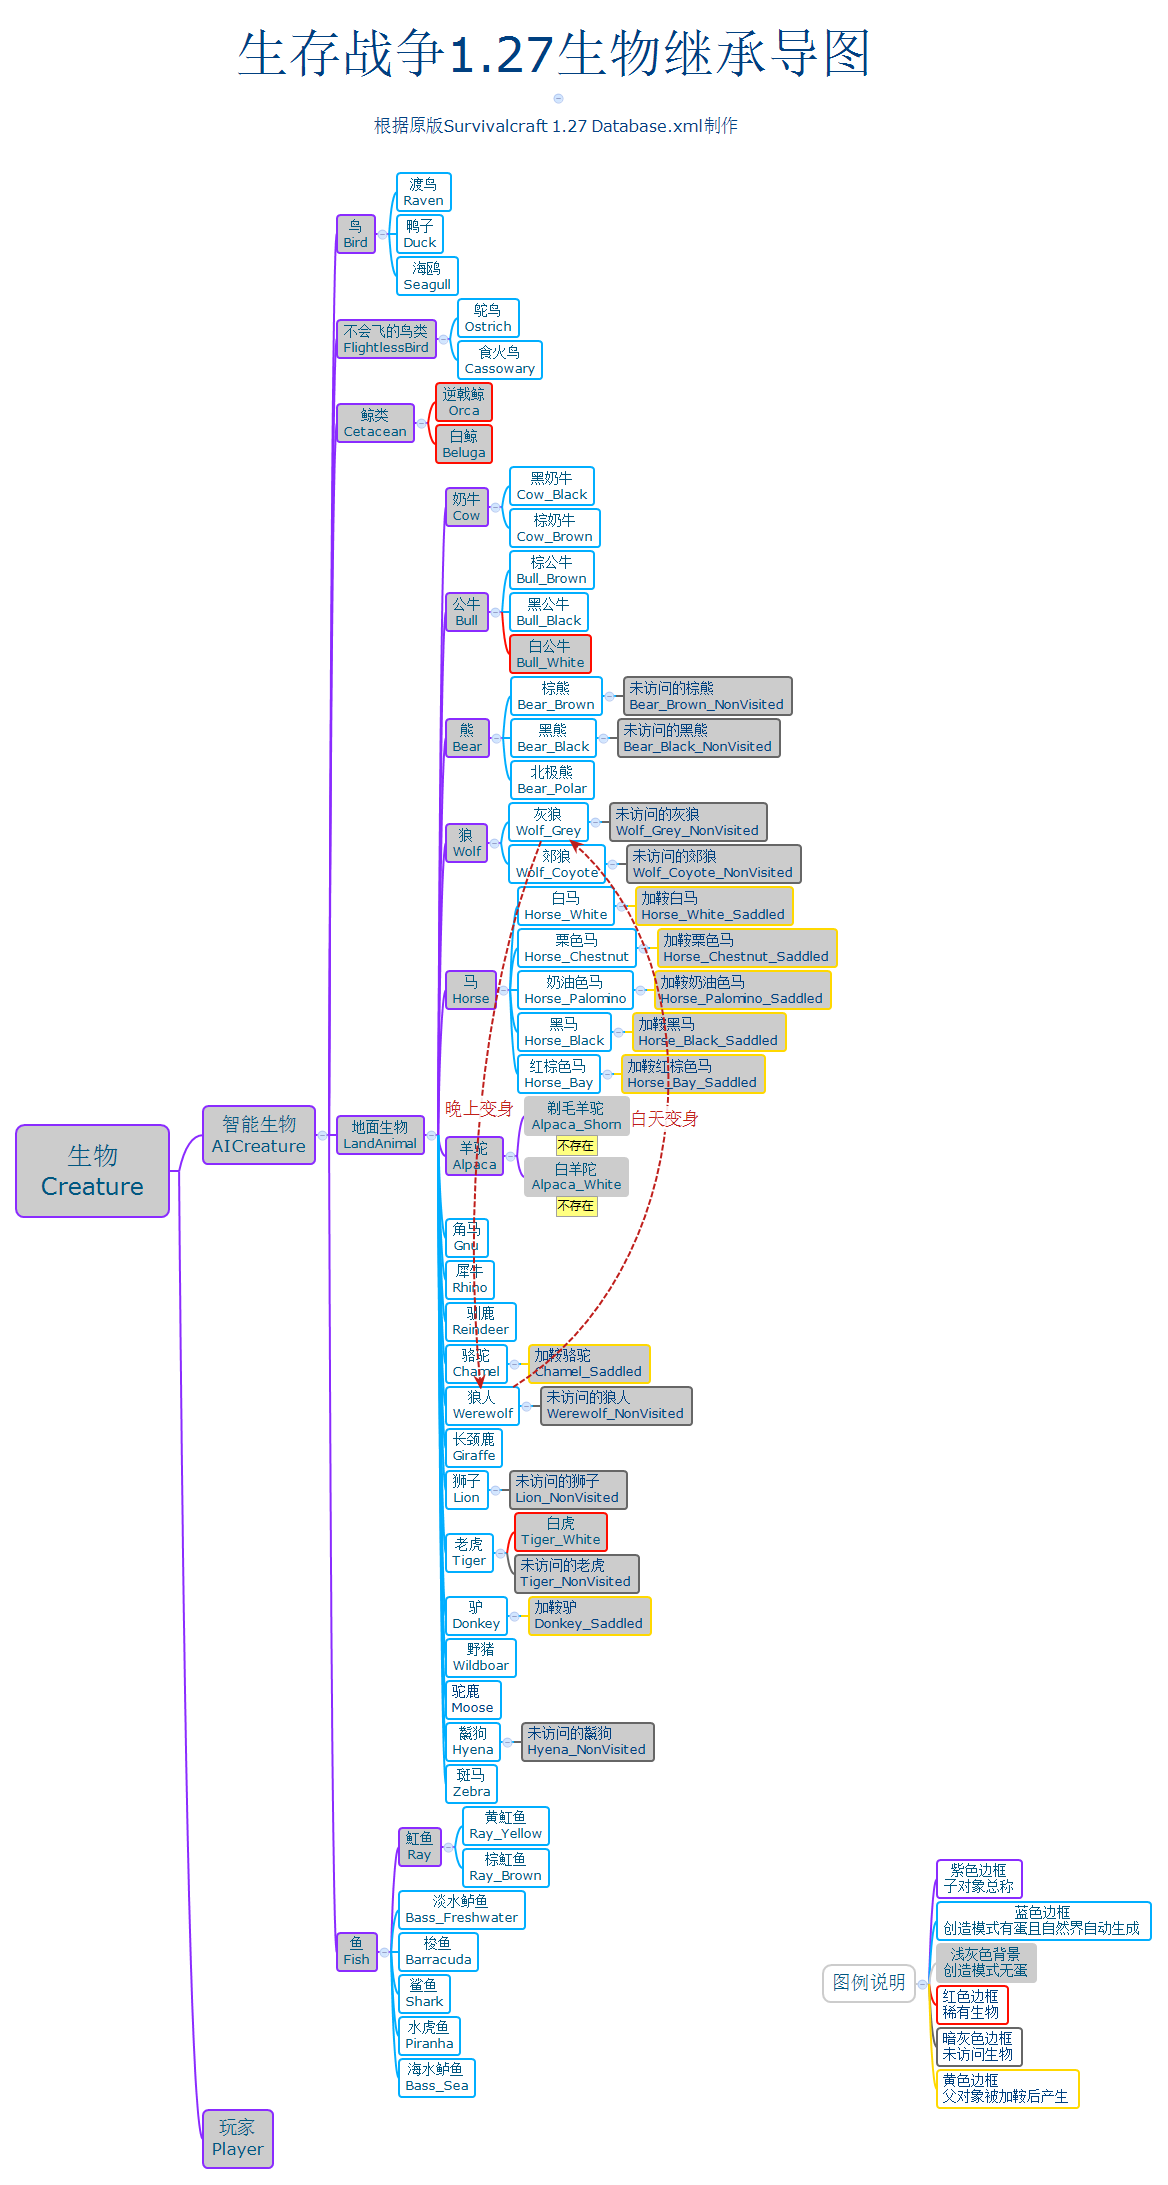 生存战争1.27生物继承导图
根据原版Survivalcraft 1.27 Database.xml制作
生物
Creature
智能生物
AICreature
鸟
Bird
渡鸟
Raven
鸭子
Duck
海鸥
Seagull
不会飞的鸟类
FlightlessBird
鸵鸟
Ostrich
食火鸟
Cassowary
鲸类
Cetacean
逆戟鲸
Orca
白鲸
Beluga
地面生物
LandAnimal
奶牛
Cow
黑奶牛
Cow_Black
棕奶牛
Cow_Brown
公牛
Bull
棕公牛
Bull_Brown
黑公牛
Bull_Black
白公牛
Bull_White
熊
Bear
棕熊
Bear_Brown
未访问的棕熊
Bear_Brown_NonVisited
黑熊
Bear_Black
未访问的黑熊
Bear_Black_NonVisited
北极熊
Bear_Polar
狼
Wolf
灰狼
Wolf_Grey
未访问的灰狼
Wolf_Grey_NonVisited
郊狼
Wolf_Coyote
未访问的郊狼
Wolf_Coyote_NonVisited
马
Horse
白马
Horse_White
加鞍白马
Horse_White_Saddled
栗色马
Horse_Chestnut
加鞍栗色马
Horse_Chestnut_Saddled
奶油色马
Horse_Palomino
加鞍奶油色马
Horse_Palomino_Saddled
黑马
Horse_Black
加鞍黑马
Horse_Black_Saddled
红棕色马
Horse_Bay
加鞍红棕色马
Horse_Bay_Saddled
晚上变身
白天变身
羊驼
Alpaca
剃毛羊驼
Alpaca_Shorn
不存在
白羊陀
Alpaca_White
不存在
角马
Gnu
犀牛
Rhino
驯鹿
Reindeer
骆驼
Chamel
加鞍骆驼
Chamel_Saddled
狼人
Werewolf
未访问的狼人
Werewolf_NonVisited
长颈鹿
Giraffe
狮子
Lion
未访问的狮子
Lion_NonVisited
老虎
Tiger
白虎
Tiger_White
未访问的老虎
Tiger_NonVisited
驴
Donkey
加鞍驴
Donkey_Saddled
野猪
Wildboar
驼鹿
Moose
鬣狗
Hyena
未访问的鬣狗
Hyena_NonVisited
斑马
Zebra
鱼
Fish
魟鱼
Ray
黄魟鱼
Ray_Yellow
棕魟鱼
Ray_Brown
淡水鲈鱼
Bass_Freshwater
梭鱼
Barracuda
鲨鱼
Shark
水虎鱼
Piranha
海水鲈鱼
Bass_Sea
玩家
Player
图例说明
紫色边框
子对象总称
蓝色边框
创造模式有蛋且自然界自动生成
浅灰色背景
创造模式无蛋
红色边框
稀有生物
暗灰色边框
未访问生物
黄色边框
父对象被加鞍后产生